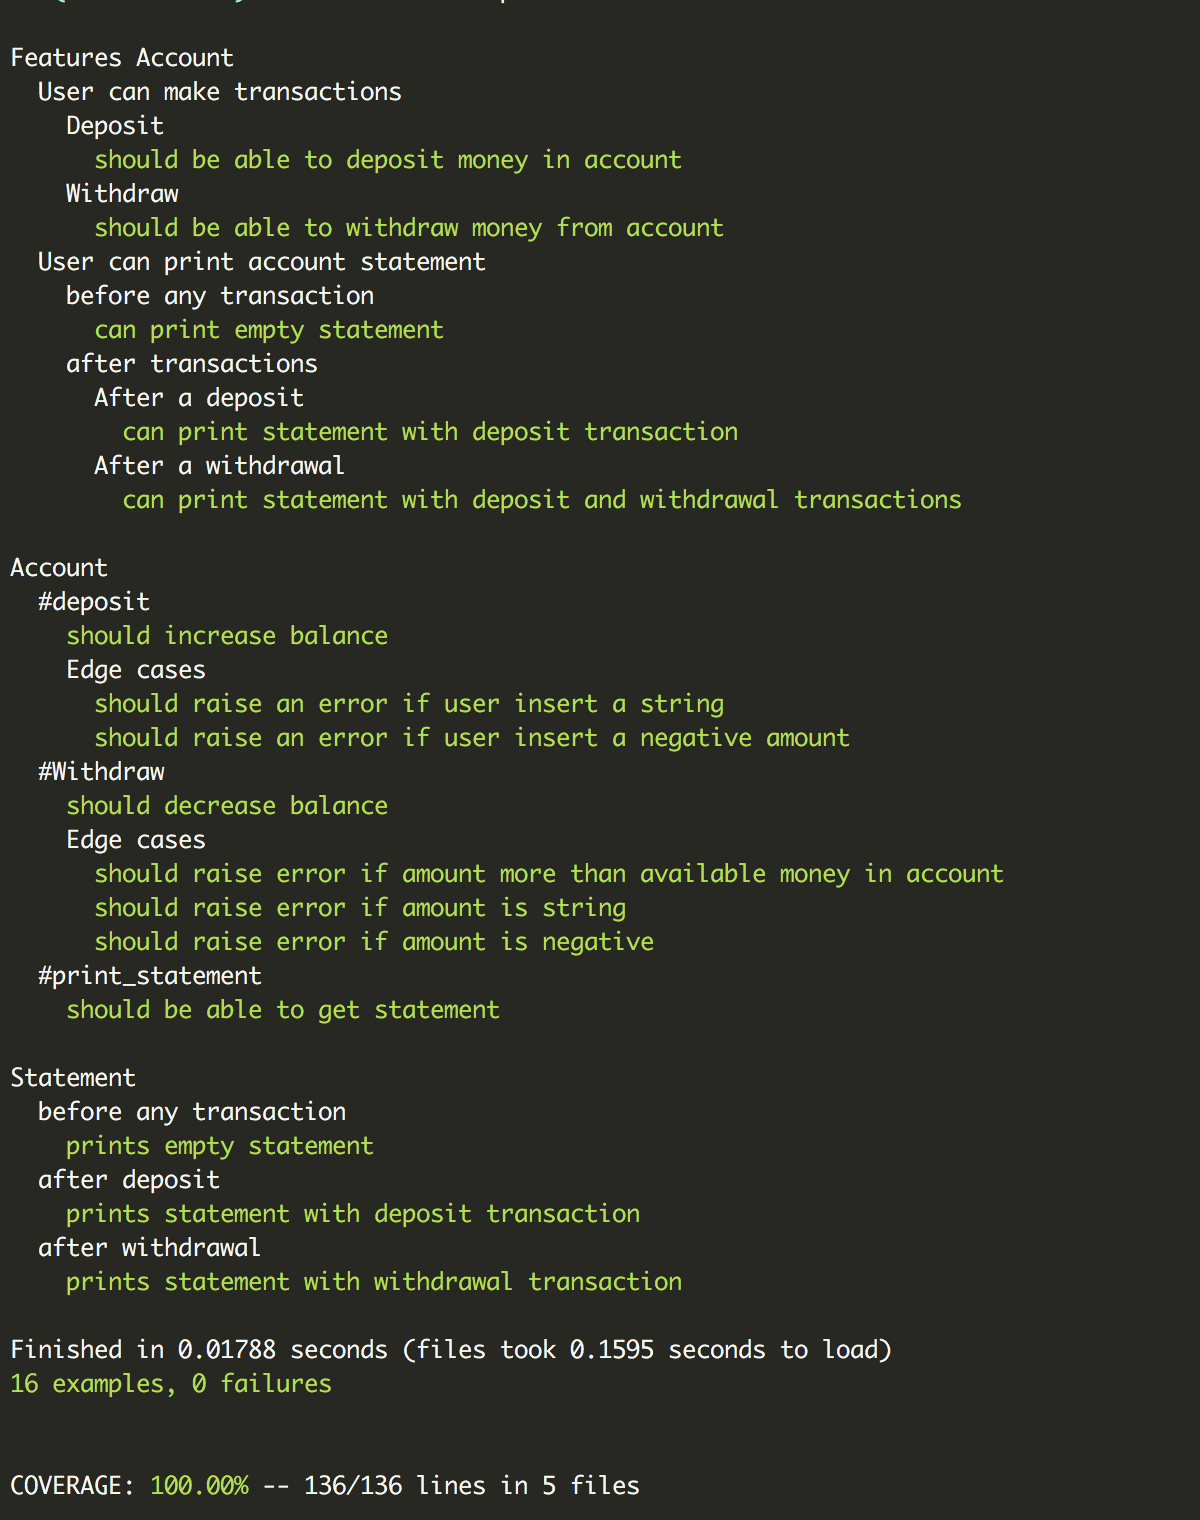 Features Account
  User can make transactions
    Deposit
      should be able to deposit money in account
    Withdraw
      should be able to withdraw money from account
  User can print account statement
    before any transaction
      can print empty statement
    after transactions
      After a deposit
        can print statement with deposit transaction
      After a withdrawal
        can print statement with deposit and withdrawal transactions

Account
  #deposit
    should increase balance
    Edge cases
      should raise an error if user insert a string
      should raise an error if user insert a negative amount
  #Withdraw
    should decrease balance
    Edge cases
      should raise error if amount more than available money in account
      should raise error if amount is string
      should raise error if amount is negative
  #print_statement
    should be able to get statement

Statement
  before any transaction
    prints empty statement
  after deposit
    prints statement with deposit transaction
  after withdrawal
    prints statement with withdrawal transaction

Finished in 0.01788 seconds (files took 0.1595 seconds to load)
16 examples, 0 failures

COVERAGE: 100.00% -- 136/136 lines in 5 files